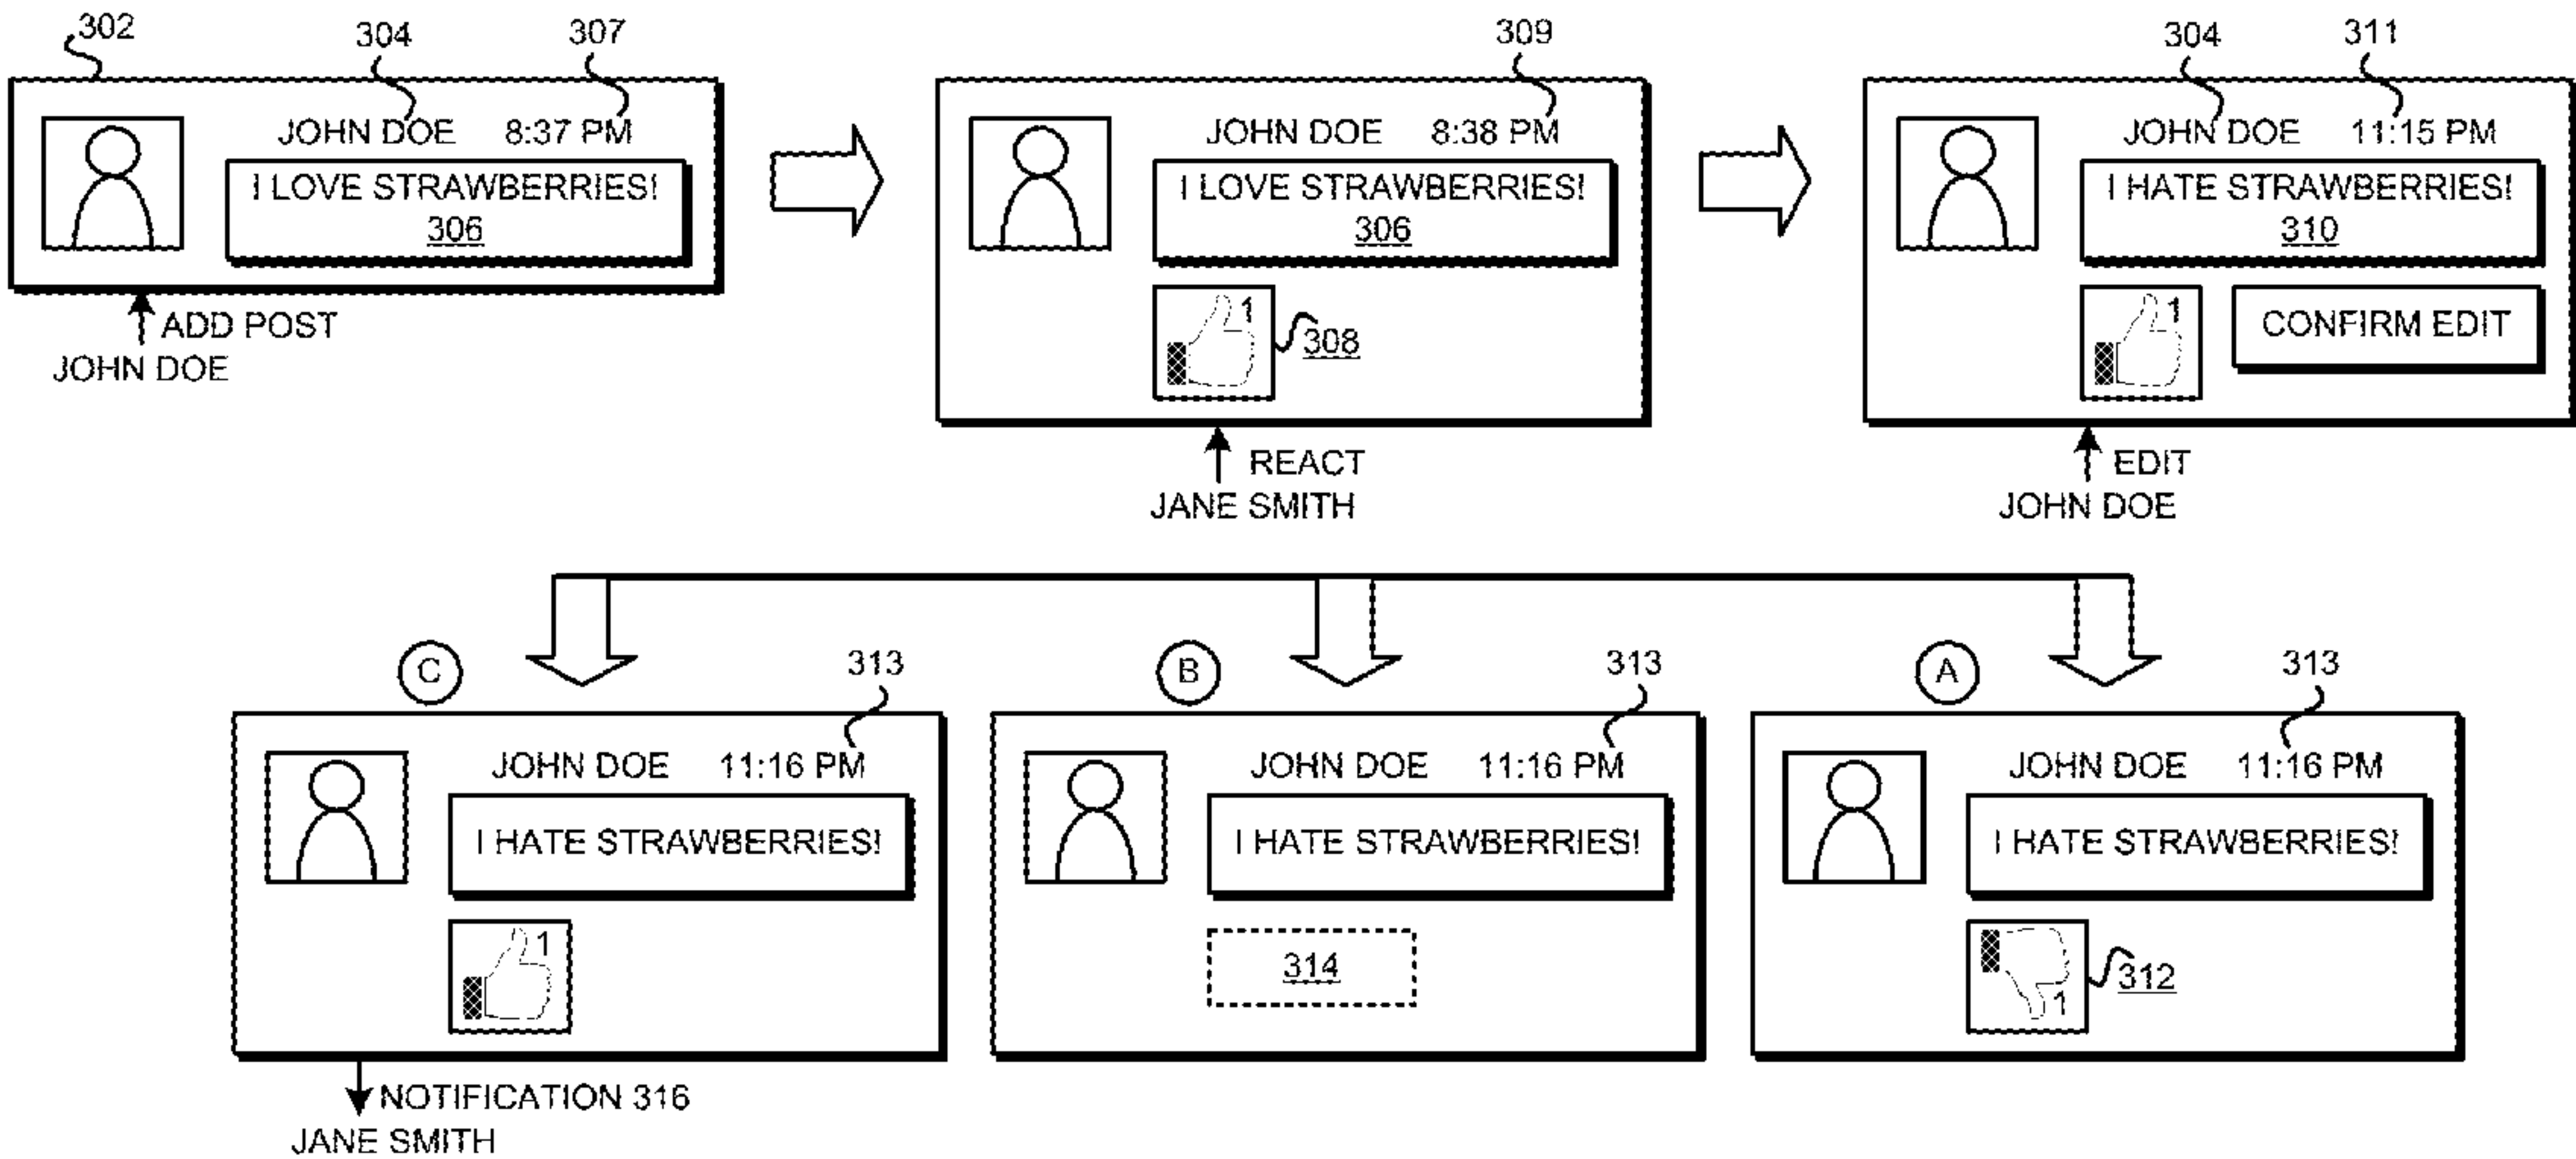 302
304
307
JOHN DOE 8:37 PM
I LOVE STRAWBERRIES!
306
ADD POST
JOHN DOE
309
JOHN DOE 8:38 PM
I LOVE STRAWBERRIES!
306
1
308
REACT
JANE SMITH
304
311
JOHN DOE 11:15 PM
I HATE STRAWBERRIES!
310
1
CONFIRM EDIT
EDIT
JOHN DOE
C
313
JOHN DOE 11:16 PM
I HATE STRAWBERRIES!
1
NOTIFICATION 316
JANE SMITH
B
313
JOHN DOE 11:16 PM
I HATE STRAWBERRIES!
314
A
313
JOHN DOE 11:16 PM
I HATE STRAWBERRIES!
1
312